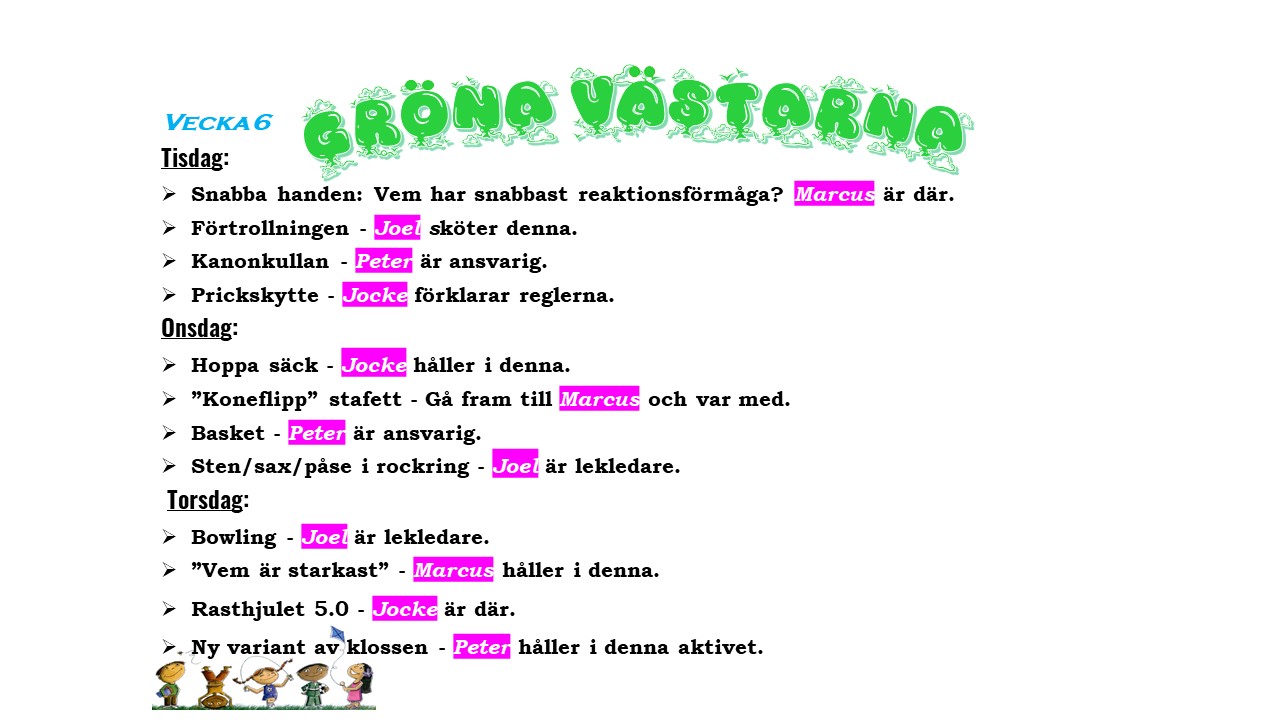 GRÖNA VÄSTARNA
VECKA 6
Tisdag:
➢ Snabba handen: Vem har snabbast reaktionsförmåga? Marcus är där.
➢ Förtrollningen - Joel sköter denna.
➢ Kanonkullan - Peter är ansvarig.
➢ Prickskytte - Jocke förklarar reglerna.
Onsdag:
➢ Hoppa säck - Jocke håller i denna.
➢ ”Koneflipp” stafett - Gå fram till Marcus och var med.
➢ Basket - Peter är ansvarig.
➢ Sten/sax/påse i rockring - Joel är lekledare.
Torsdag:
➢ Bowling - Joel är lekledare.
➢ ”Vem är starkast” - Marcus håller i denna.
➢ Rasthjulet 5.0 - Jocke är där.
➢ Ny variant av klossen - Peter håller i denna aktivet.